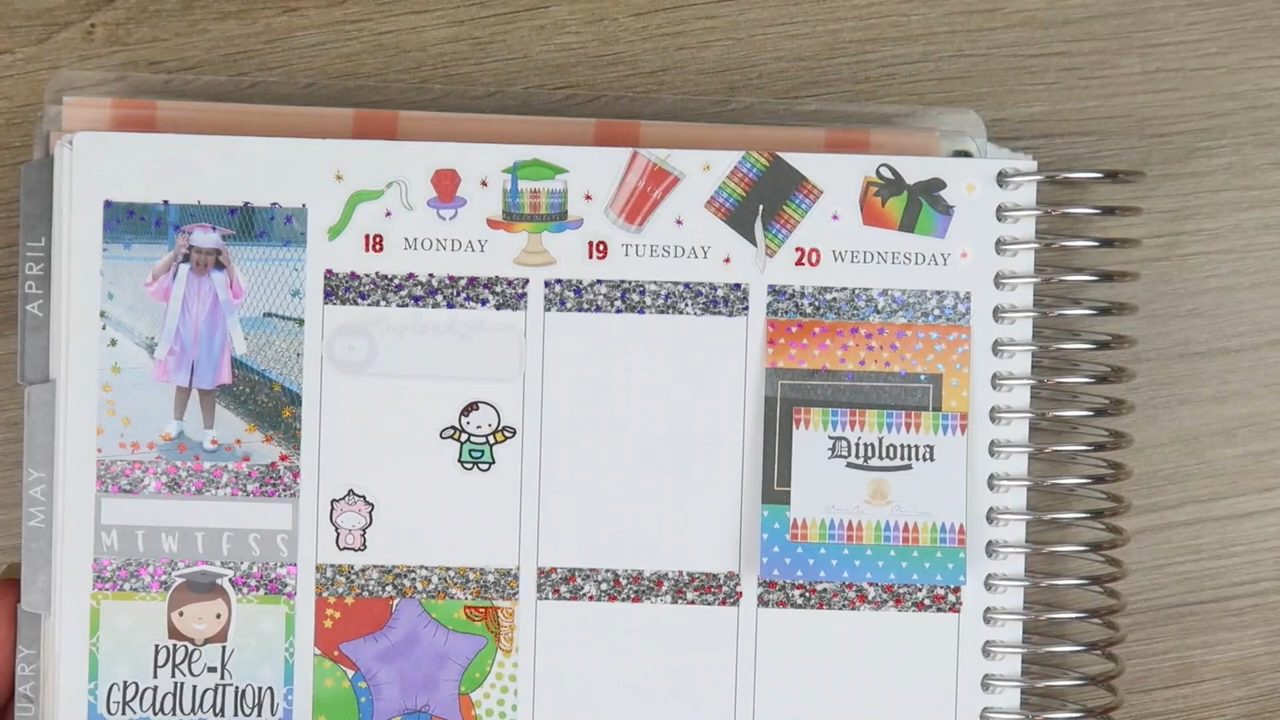 APRIL
MAY
UARY
18 MONDAY
19 TUESDAY
20 WEDNESDAY
Diploma
M T W T F S S
PRE-K
GRADUATION